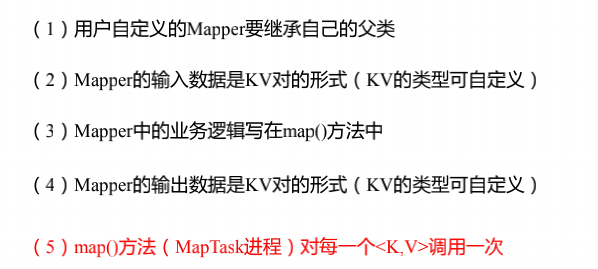 （1）用户自定义的Mapper要继承自己的父类
（2）Mapper的输入数据是KV对的形式（KV的类型可自定义）
（3）Mapper中的业务逻辑写在map()方法中
（4）Mapper的输出数据是KV对的形式（KV的类型可自定义）
（5）map()方法（MapTask进程）对每一个<K,V>调用一次